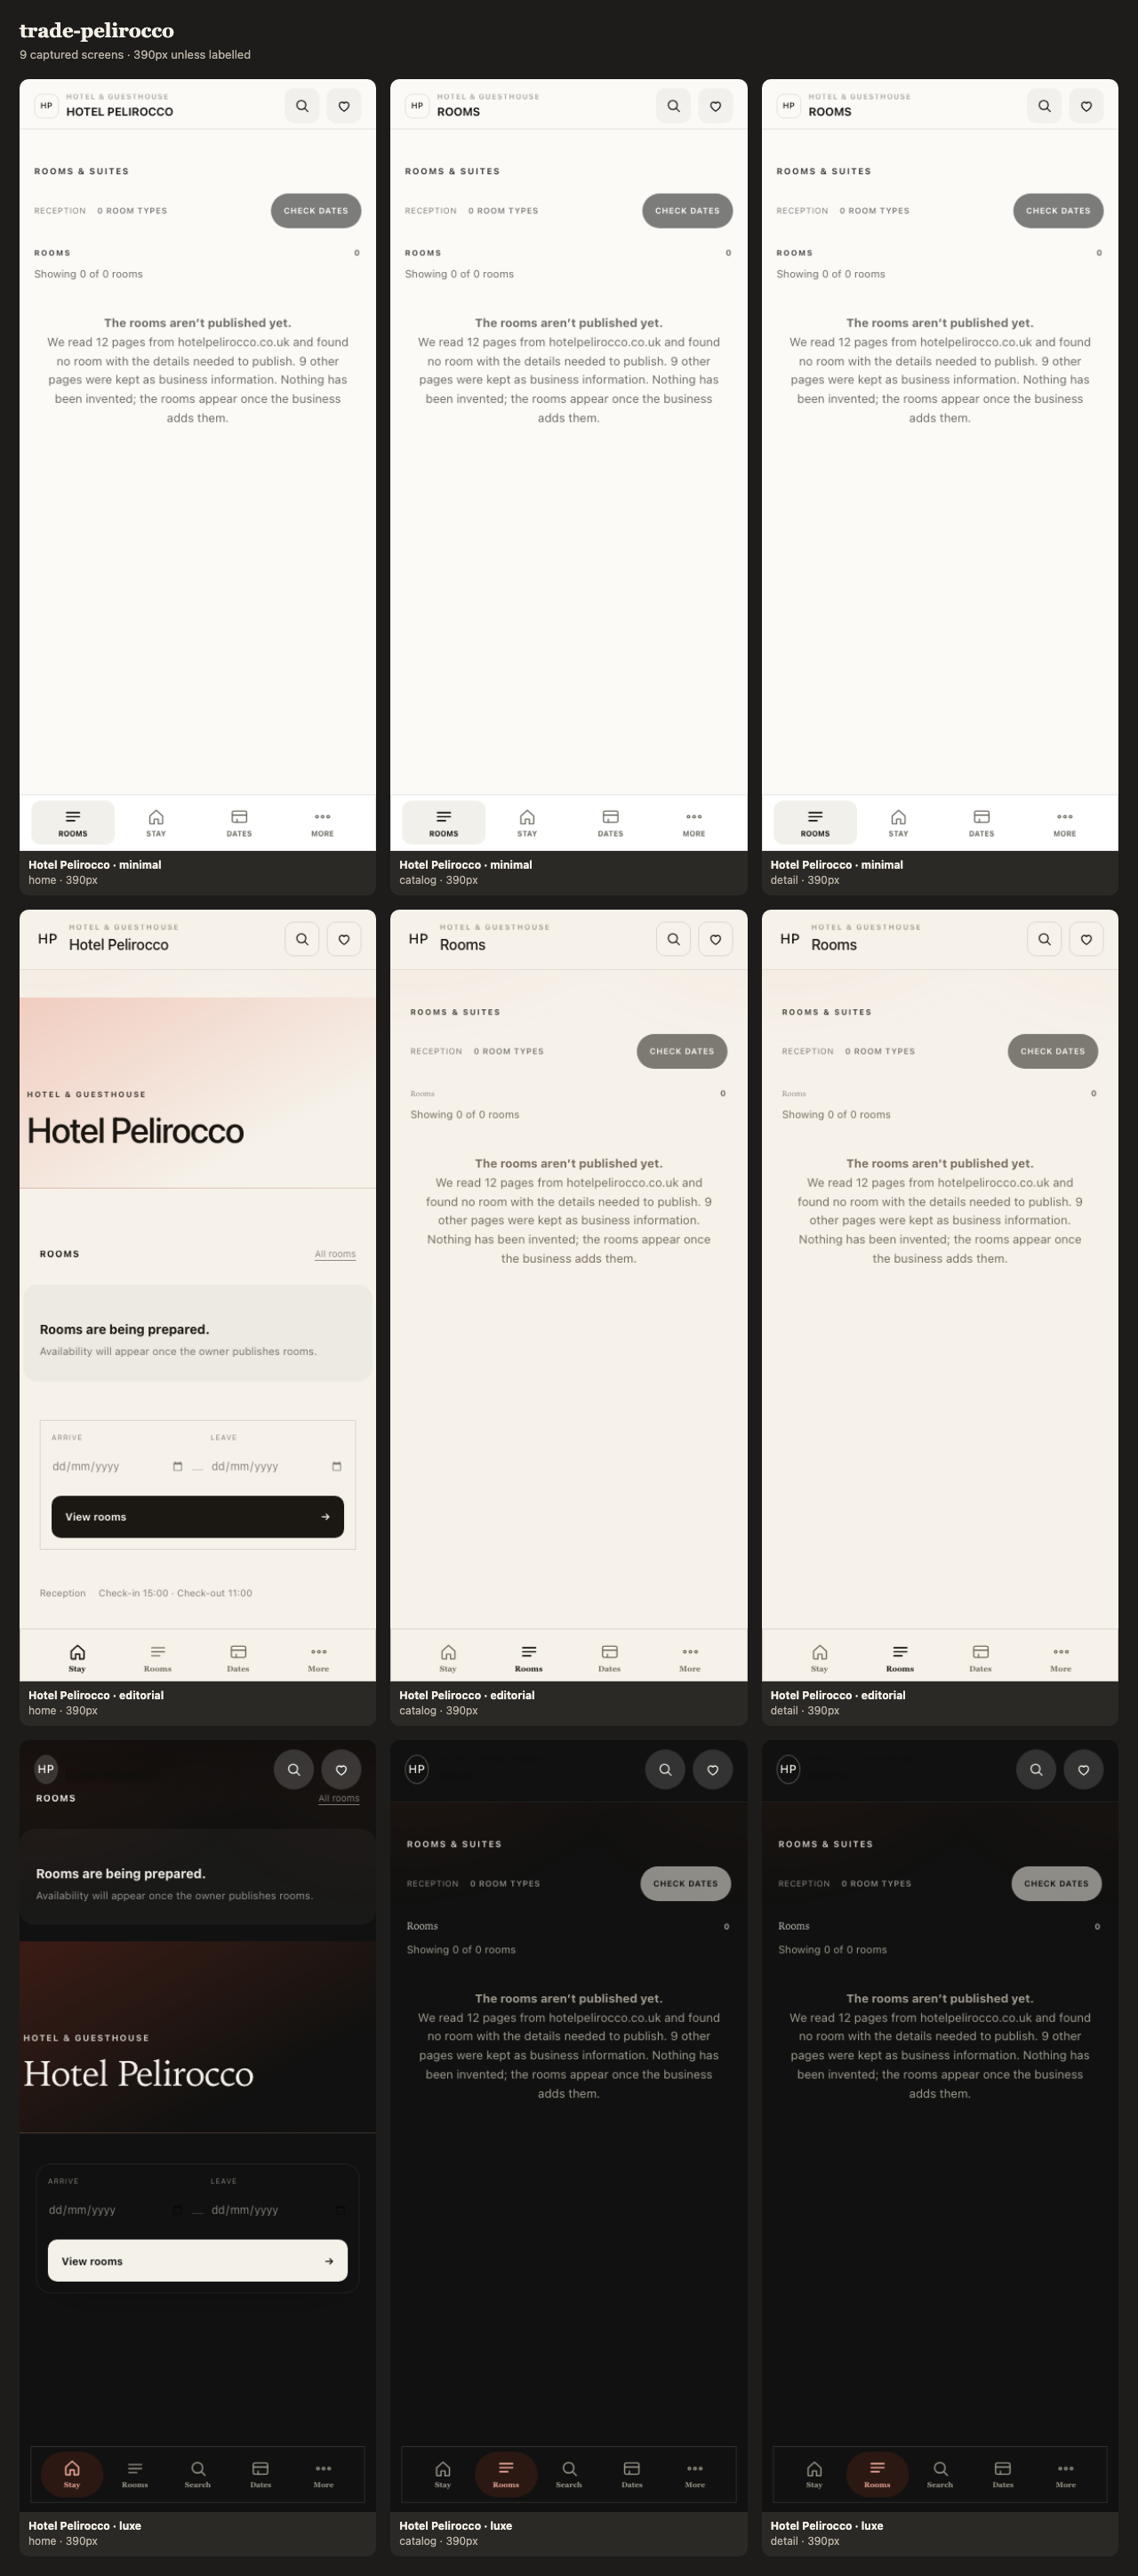 trade-pelirocco
9 captured screens · 390px unless labelled
HP
HOTEL & GUESTHOUSE
HOTEL PELIROCCO
ROOMS & SUITES
RECEPTION 0 ROOM TYPES
CHECK DATES
ROOMS 0
Showing 0 of 0 rooms
The rooms aren't published yet.
We read 12 pages from hotelpelirocco.co.uk and found
no room with the details needed to publish. 9 other
pages were kept as business information. Nothing has
been invented; the rooms appear once the business
adds them.
ROOMS STAY DATES MORE
Hotel Pelirocco · minimal
home · 390px
HP
HOTEL & GUESTHOUSE
ROOMS
ROOMS & SUITES
RECEPTION 0 ROOM TYPES
CHECK DATES
ROOMS 0
Showing 0 of 0 rooms
The rooms aren't published yet.
We read 12 pages from hotelpelirocco.co.uk and found
no room with the details needed to publish. 9 other
pages were kept as business information. Nothing has
been invented; the rooms appear once the business
adds them.
ROOMS STAY DATES MORE
Hotel Pelirocco · minimal
catalog · 390px
HP
HOTEL & GUESTHOUSE
ROOMS
ROOMS & SUITES
RECEPTION 0 ROOM TYPES
CHECK DATES
ROOMS 0
Showing 0 of 0 rooms
The rooms aren't published yet.
We read 12 pages from hotelpelirocco.co.uk and found
no room with the details needed to publish. 9 other
pages were kept as business information. Nothing has
been invented; the rooms appear once the business
adds them.
ROOMS STAY DATES MORE
Hotel Pelirocco · minimal
detail · 390px
HP
HOTEL & GUESTHOUSE
Hotel Pelirocco
HOTEL & GUESTHOUSE
Hotel Pelirocco
ROOMS All rooms
Rooms are being prepared.
Availability will appear once the owner publishes rooms.
ARRIVE LEAVE
dd/mm/yyyy — dd/mm/yyyy
View rooms →
Reception Check-in 15:00 · Check-out 11:00
Stay Rooms Dates More
Hotel Pelirocco · editorial
home · 390px
HP
HOTEL & GUESTHOUSE
Rooms
ROOMS & SUITES
RECEPTION 0 ROOM TYPES
CHECK DATES
Rooms 0
Showing 0 of 0 rooms
The rooms aren't published yet.
We read 12 pages from hotelpelirocco.co.uk and
found no room with the details needed to publish. 9
other pages were kept as business information.
Nothing has been invented; the rooms appear once
the business adds them.
Stay Rooms Dates More
Hotel Pelirocco · editorial
catalog · 390px
HP
HOTEL & GUESTHOUSE
Rooms
ROOMS & SUITES
RECEPTION 0 ROOM TYPES
CHECK DATES
Rooms 0
Showing 0 of 0 rooms
The rooms aren't published yet.
We read 12 pages from hotelpelirocco.co.uk and
found no room with the details needed to publish. 9
other pages were kept as business information.
Nothing has been invented; the rooms appear once
the business adds them.
Stay Rooms Dates More
Hotel Pelirocco · editorial
detail · 390px
HP
ROOMS All rooms
Rooms are being prepared.
Availability will appear once the owner publishes rooms.
HOTEL & GUESTHOUSE
Hotel Pelirocco
ARRIVE LEAVE
dd/mm/yyyy — dd/mm/yyyy
View rooms →
Stay Rooms Search Dates More
Hotel Pelirocco · luxe
home · 390px
HP
ROOMS & SUITES
RECEPTION 0 ROOM TYPES
CHECK DATES
Rooms 0
Showing 0 of 0 rooms
The rooms aren't published yet.
We read 12 pages from hotelpelirocco.co.uk and found
no room with the details needed to publish. 9 other
pages were kept as business information. Nothing has
been invented; the rooms appear once the business
adds them.
Stay Rooms Search Dates More
Hotel Pelirocco · luxe
catalog · 390px
HP
ROOMS & SUITES
RECEPTION 0 ROOM TYPES
CHECK DATES
Rooms 0
Showing 0 of 0 rooms
The rooms aren't published yet.
We read 12 pages from hotelpelirocco.co.uk and found
no room with the details needed to publish. 9 other
pages were kept as business information. Nothing has
been invented; the rooms appear once the business
adds them.
Stay Rooms Search Dates More
Hotel Pelirocco · luxe
detail · 390px